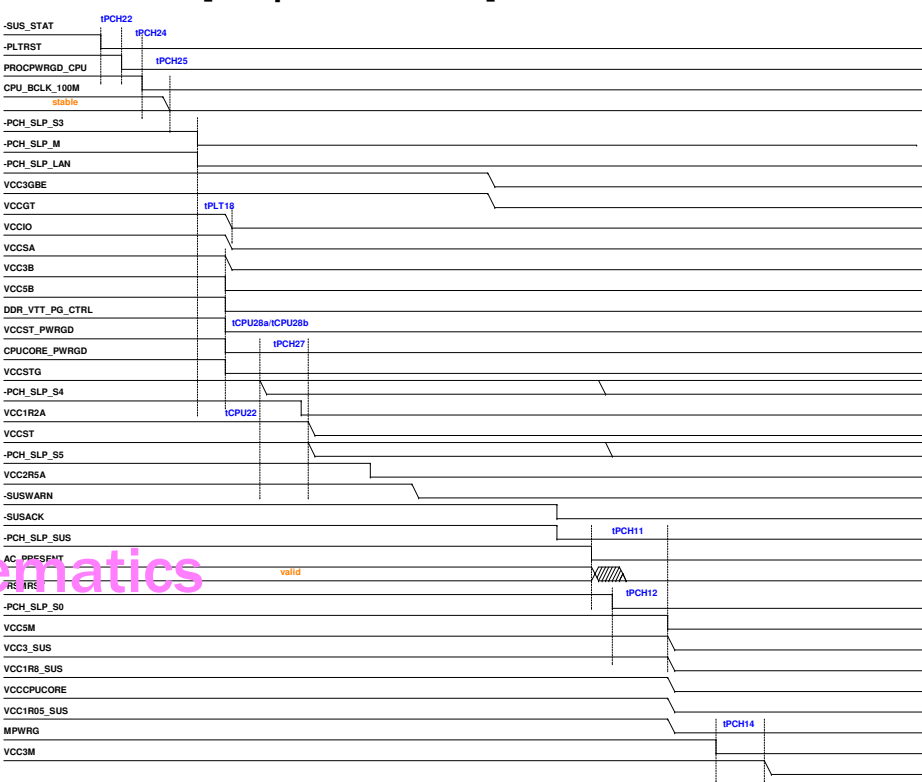 tPCH22
-SUS_STAT
tPCH24
-PLTRST
PROCPWRGD_CPU
tPCH25
CPU_BCLK_100M
stable
-PCH_SLP_S3
-PCH_SLP_M
-PCH_SLP_LAN
VCC3GBE
VCCGT
tPLT18
VCCIO
VCCSA
VCC3B
VCC5B
DDR_VTT_PG_CTRL
VCCST_PWRGD
tCPU28a/tCPU28b
CPUCORE_PWRGD
tPCH27
VCCSTG
-PCH_SLP_S4
VCC1R2A
tCPU22
VCCST
-PCH_SLP_S5
VCC2R5A
-SUSWARN
-SUSACK
-PCH_SLP_SUS
tPCH11
AC_PRESENT
ematics
valid
-PCH_SLP_S0
tPCH12
VCC5M
VCC3_SUS
VCC1R8_SUS
VCCCPUCORE
VCC1R05_SUS
MPWRG
tPCH14
VCC3M